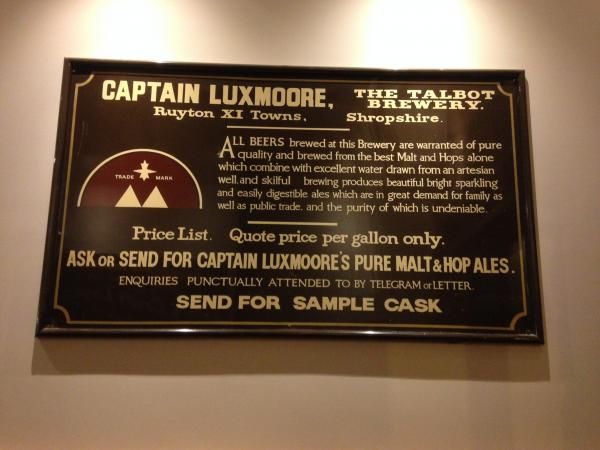 CAPTAIN LUXMOORE,
THE TALBOT
BREWERY.
Ruyton XI Towns,
Shropshire.
ALL BEERS brewed at this Brewery are warranted of pure
quality and brewed from the best Malt and Hops alone
which combine with excellent water drawn from an artesian
well, and skilful brewing produces beautiful bright sparkling
and easily digestible ales which are in great demand for family as
well as public trade, and the purity of which is undeniable.
TRADE MARK
Price List. Quote price per gallon only.
ASK OR SEND FOR CAPTAIN LUXMOORE'S PURE MALT & HOP ALES.
ENQUIRIES PUNCTUALLY ATTENDED TO BY TELEGRAM or LETTER.
SEND FOR SAMPLE CASK